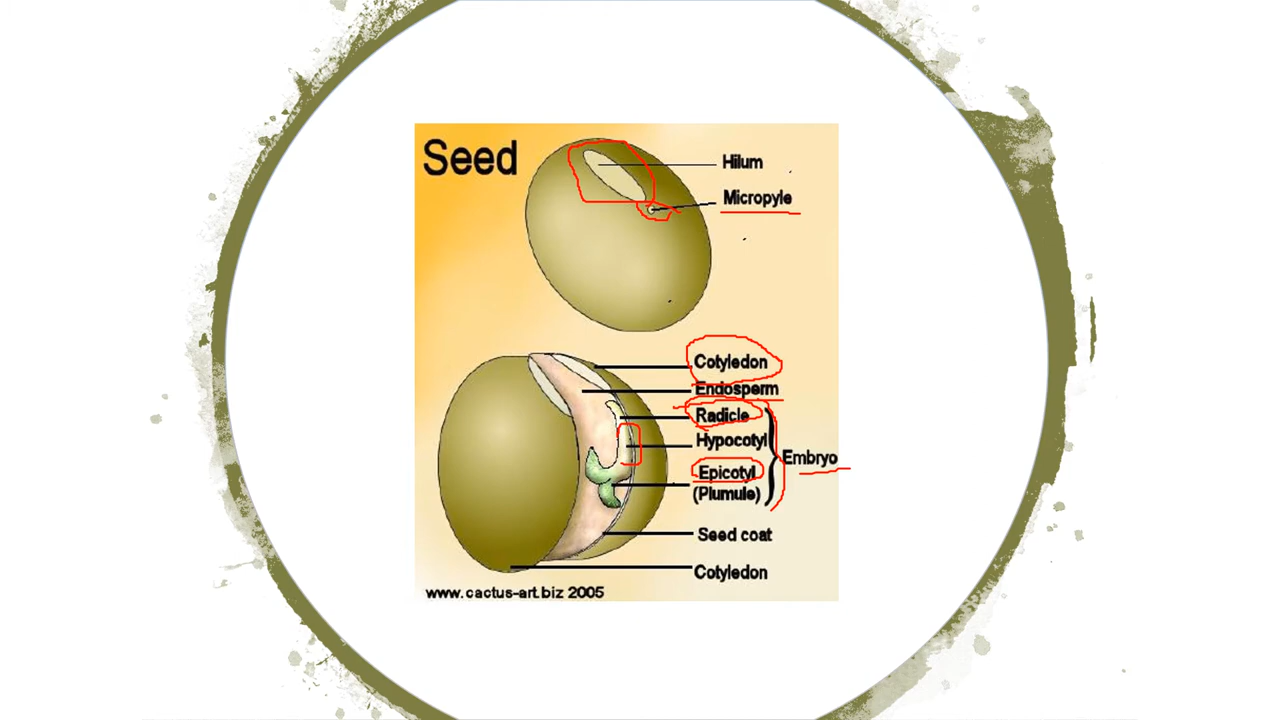 Seed
Hilum
Micropyle
Cotyledon
Endosperm
Radicle
Hypocotyl
Embryo
Epicotyl
(Plumule)
Seed coat
Cotyledon
www.cactus-art.biz 2005